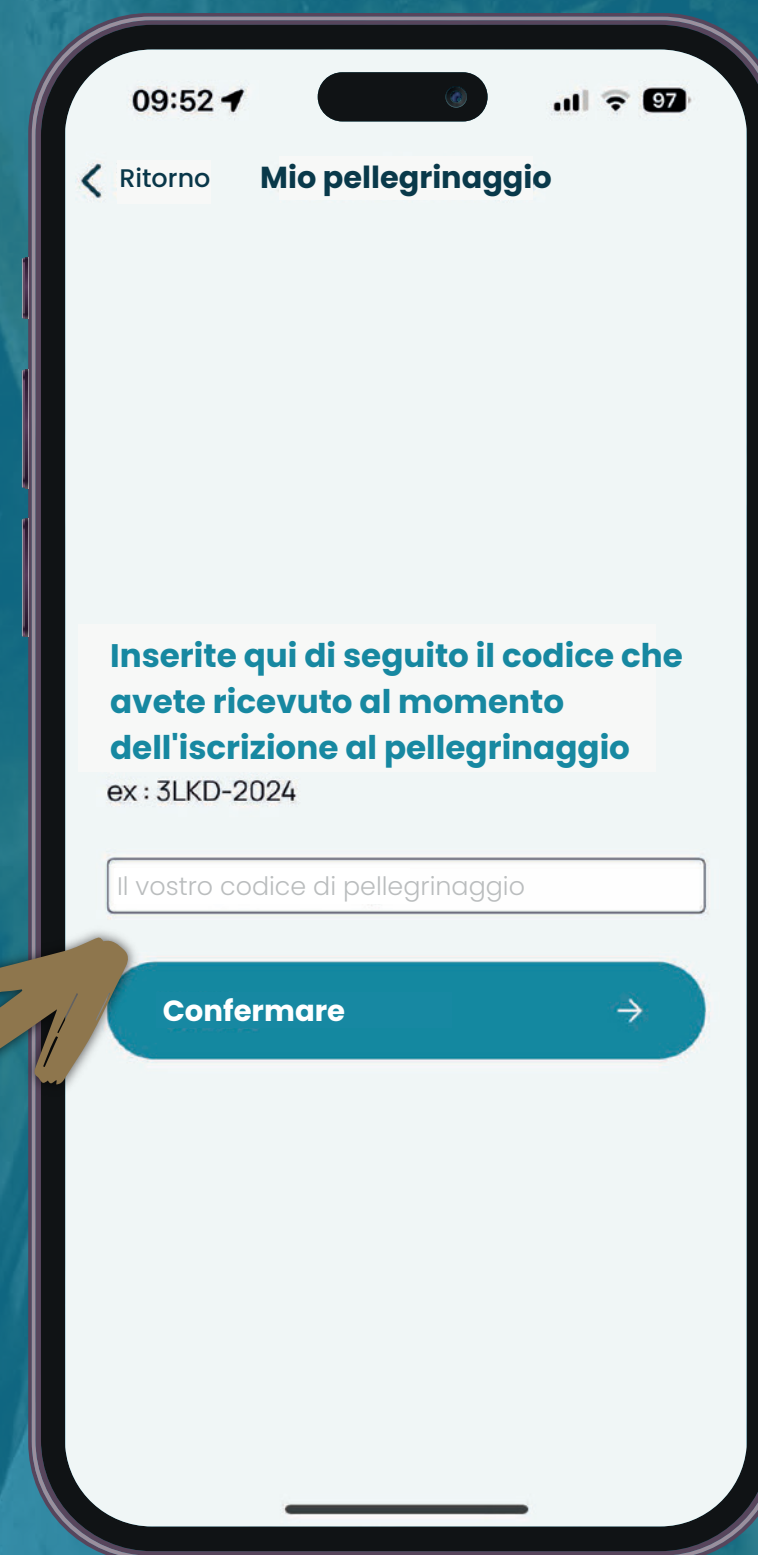 09:52
97
Ritorno
Mio pellegrinaggio
Inserite qui di seguito il codice che
avete ricevuto al momento
dell'iscrizione al pellegrinaggio
ex : 3LKD-2024
Il vostro codice di pellegrinaggio
Confermare